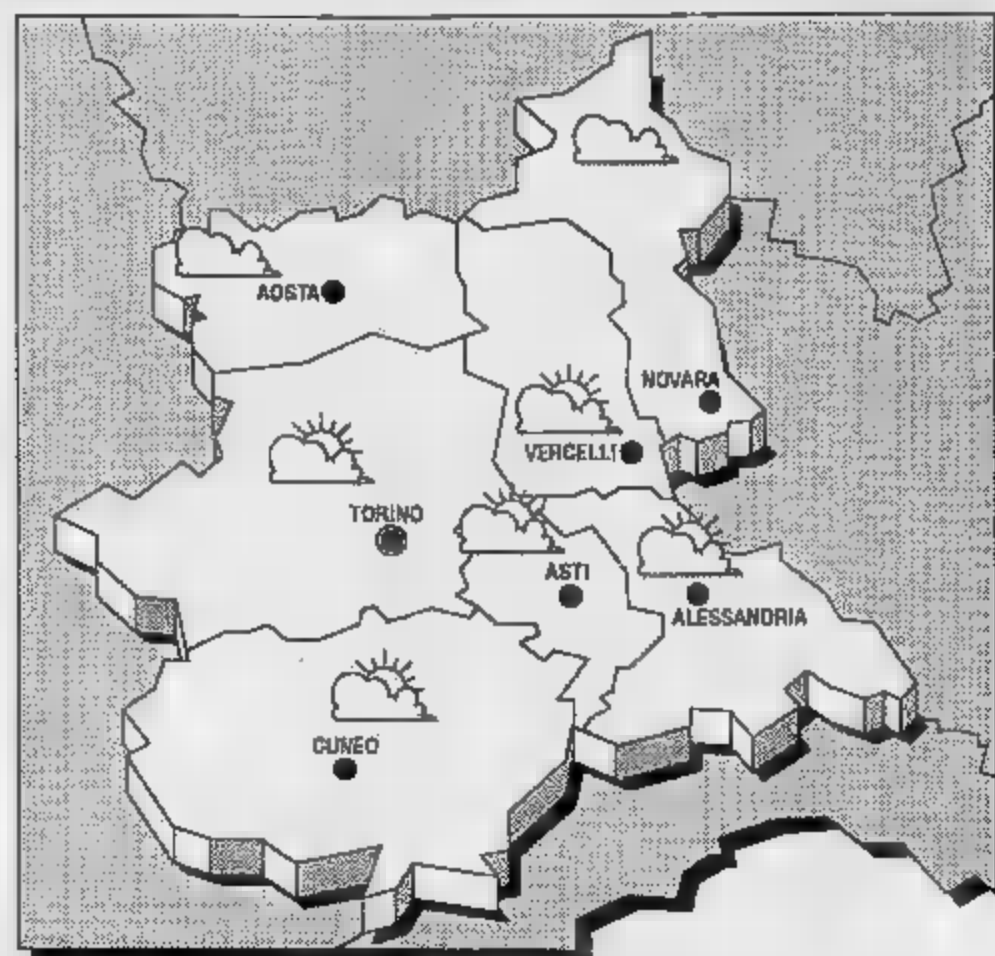 AOSTA
NOVARA
VERCELLI
TORINO
ASTI
ALESSANDRIA
CUNEO